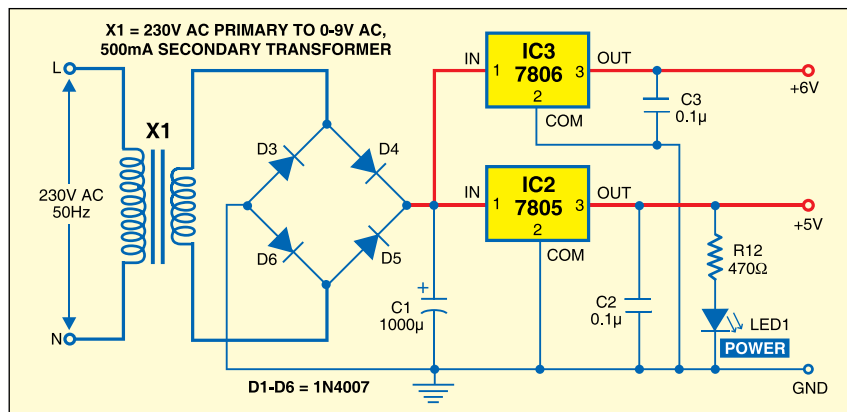 X1 = 230V AC PRIMARY TO 0-9V AC,
500mA SECONDARY TRANSFORMER
L
X1
230V AC
50Hz
N
D3
D4
D6
D5
D1-D6 = 1N4007
+
C1
1000µ
IN
1
IC3
7806
3
OUT
2
COM
C3
0.1µ
+6V
IN
1
IC2
7805
3
OUT
2
COM
C2
0.1µ
+5V
R12
470Ω
LED1
POWER
GND